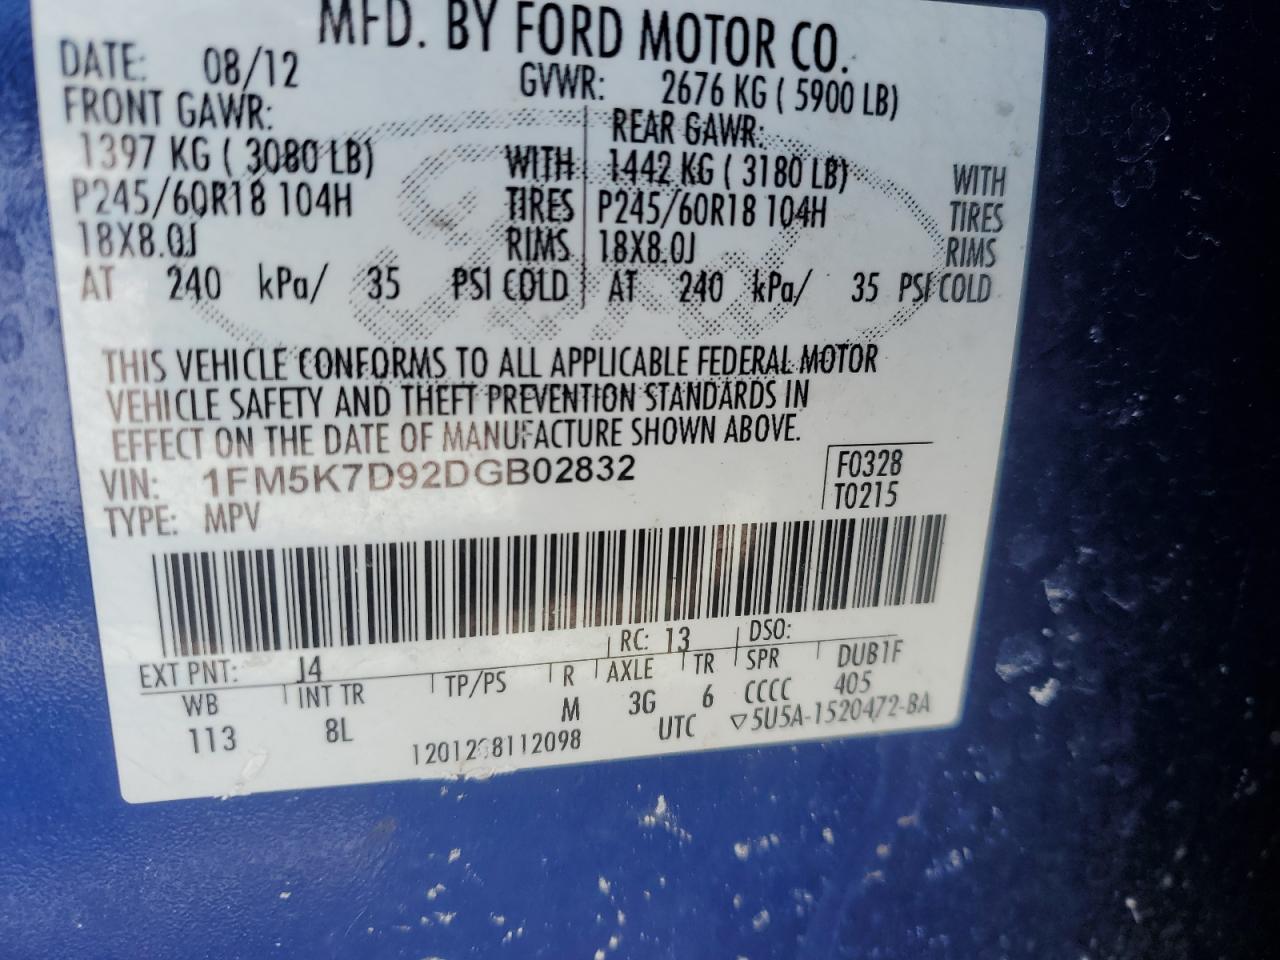 MFD. BY FORD MOTOR CO.
DATE: 08/12 GVWR: 2676 KG ( 5900 LB)
FRONT GAWR: REAR GAWR:
1397 KG ( 3080 LB) WITH 1442 KG ( 3180 LB) WITH
P245/60R18 104H TIRES P245/60R18 104H TIRES
18X8.0J RIMS 18X8.0J RIMS
AT 240 kPa/ 35 PSI COLD AT 240 kPa/ 35 PSI COLD
THIS VEHICLE CONFORMS TO ALL APPLICABLE FEDERAL MOTOR
VEHICLE SAFETY AND THEFT PREVENTION STANDARDS IN
EFFECT ON THE DATE OF MANUFACTURE SHOWN ABOVE.
VIN: 1FM5K7D92DGB02832 F0328
TYPE: MPV T0215
EXT PNT: J4 RC: 13 DSO:
WB INT TR TP/PS R AXLE TR SPR DUB1F
113 8L M 3G 6 CCCC 405
UTC ▽5U5A-1520472-BA